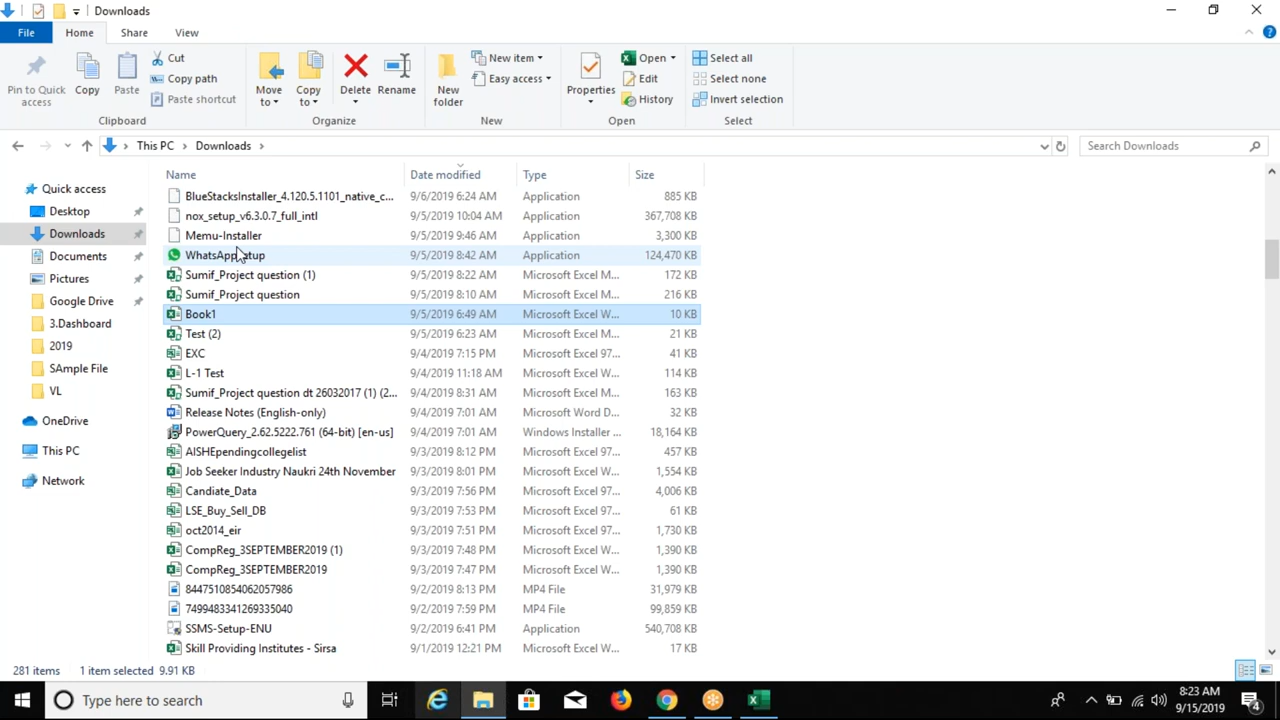 Downloads
File Home Share View
Pin to Quick access
Copy
Paste
Cut
Copy path
Paste shortcut
Clipboard
Move to
Copy to
Delete
Rename
Organize
New folder
New item
Easy access
New
Properties
Open
Edit
History
Open
Select all
Select none
Invert selection
Select
This PC > Downloads >
Search Downloads
Quick access
Desktop
Downloads
Documents
Pictures
Google Drive
3.Dashboard
2019
SAmple File
VL
OneDrive
This PC
Network
Name Date modified Type Size
BlueStacksInstaller_4.120.5.1101_native_c... 9/6/2019 6:24 AM Application 885 KB
nox_setup_v6.3.0.7_full_intl 9/5/2019 10:04 AM Application 367,708 KB
Memu-Installer 9/5/2019 9:46 AM Application 3,300 KB
WhatsAppSetup 9/5/2019 8:42 AM Application 124,470 KB
Sumif_Project question (1) 9/5/2019 8:22 AM Microsoft Excel M... 172 KB
Sumif_Project question 9/5/2019 8:10 AM Microsoft Excel M... 216 KB
Book1 9/5/2019 6:49 AM Microsoft Excel W... 10 KB
Test (2) 9/5/2019 6:23 AM Microsoft Excel M... 21 KB
EXC 9/4/2019 7:15 PM Microsoft Excel 97... 41 KB
L-1 Test 9/4/2019 11:18 AM Microsoft Excel W... 114 KB
Sumif_Project question dt 26032017 (1) (2... 9/4/2019 8:31 AM Microsoft Excel M... 163 KB
Release Notes (English-only) 9/4/2019 7:01 AM Microsoft Word D... 32 KB
PowerQuery_2.62.5222.761 (64-bit) [en-us] 9/4/2019 7:01 AM Windows Installer ... 18,164 KB
AISHEpendingcollegelist 9/3/2019 8:12 PM Microsoft Excel 97... 457 KB
Job Seeker Industry Naukri 24th November 9/3/2019 8:01 PM Microsoft Excel W... 1,554 KB
Candiate_Data 9/3/2019 7:56 PM Microsoft Excel 97... 4,006 KB
LSE_Buy_Sell_DB 9/3/2019 7:53 PM Microsoft Excel 97... 61 KB
oct2014_eir 9/3/2019 7:51 PM Microsoft Excel 97... 1,730 KB
CompReg_3SEPTEMBER2019 (1) 9/3/2019 7:48 PM Microsoft Excel W... 1,390 KB
CompReg_3SEPTEMBER2019 9/3/2019 7:47 PM Microsoft Excel W... 1,390 KB
8447510854062057986 9/2/2019 8:13 PM MP4 File 31,979 KB
7499483341269335040 9/2/2019 7:59 PM MP4 File 99,859 KB
SSMS-Setup-ENU 9/2/2019 6:41 PM Application 540,708 KB
Skill Providing Institutes - Sirsa 9/1/2019 12:21 PM Microsoft Excel W... 17 KB
281 items 1 item selected 9.91 KB
Type here to search
8:23 AM
9/15/2019
4